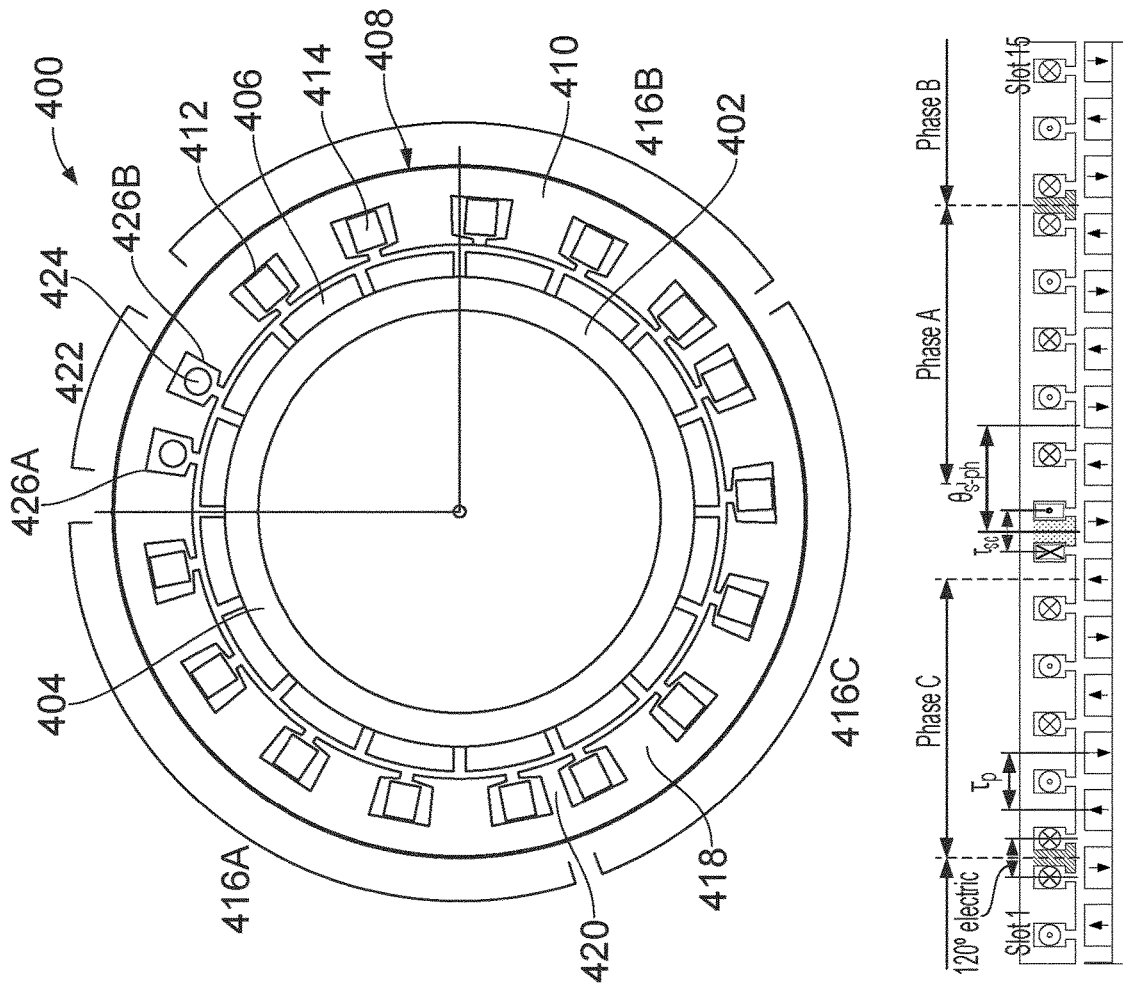 400
408
414
406
412
426B
424
422
426A
410
416B
402
404
416A
416C
418
420
Phase B
Phase A
Phase C
Slot 15
θs-ph
τsc
τp
120º electric
Slot 1